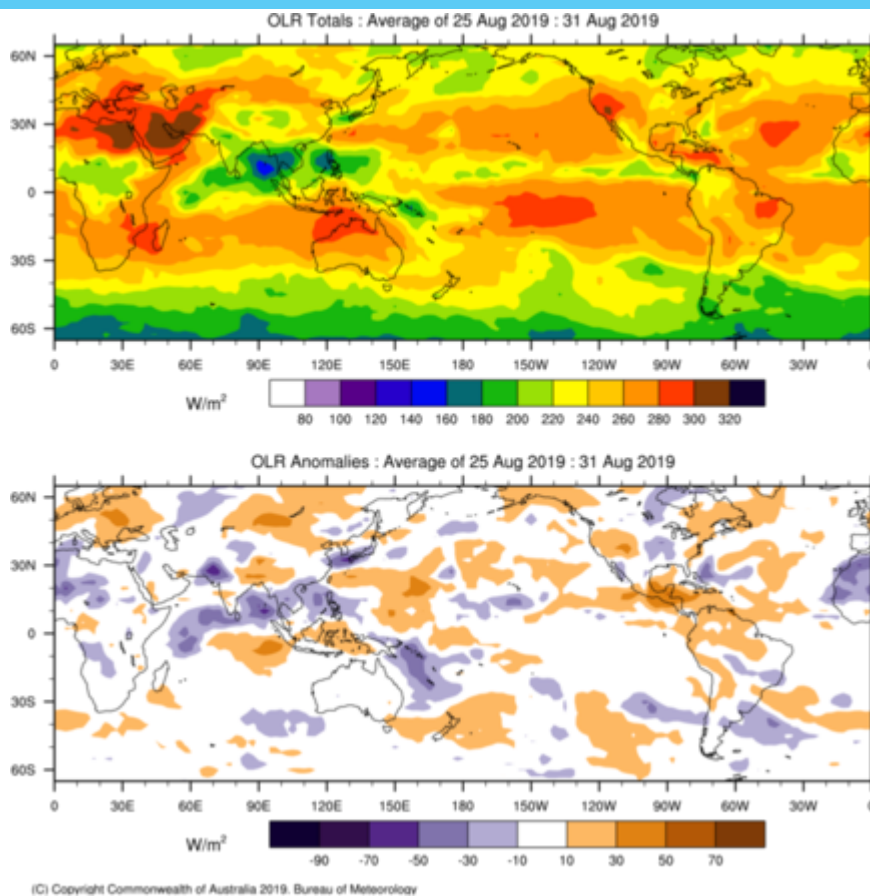 OLR Totals : Average of 25 Aug 2019 : 31 Aug 2019
60N
30N
0
30S
60S
0 30E 60E 90E 120E 150E 180 150W 120W 90W 60W 30W 0
W/m²
80 100 120 140 160 180 200 220 240 260 280 300 320
OLR Anomalies : Average of 25 Aug 2019 : 31 Aug 2019
60N
30N
0
30S
60S
0 30E 60E 90E 120E 150E 180 150W 120W 90W 60W 30W 0
W/m²
-90 -70 -50 -30 -10 10 30 50 70
(C) Copyright Commonwealth of Australia 2019. Bureau of Meteorology